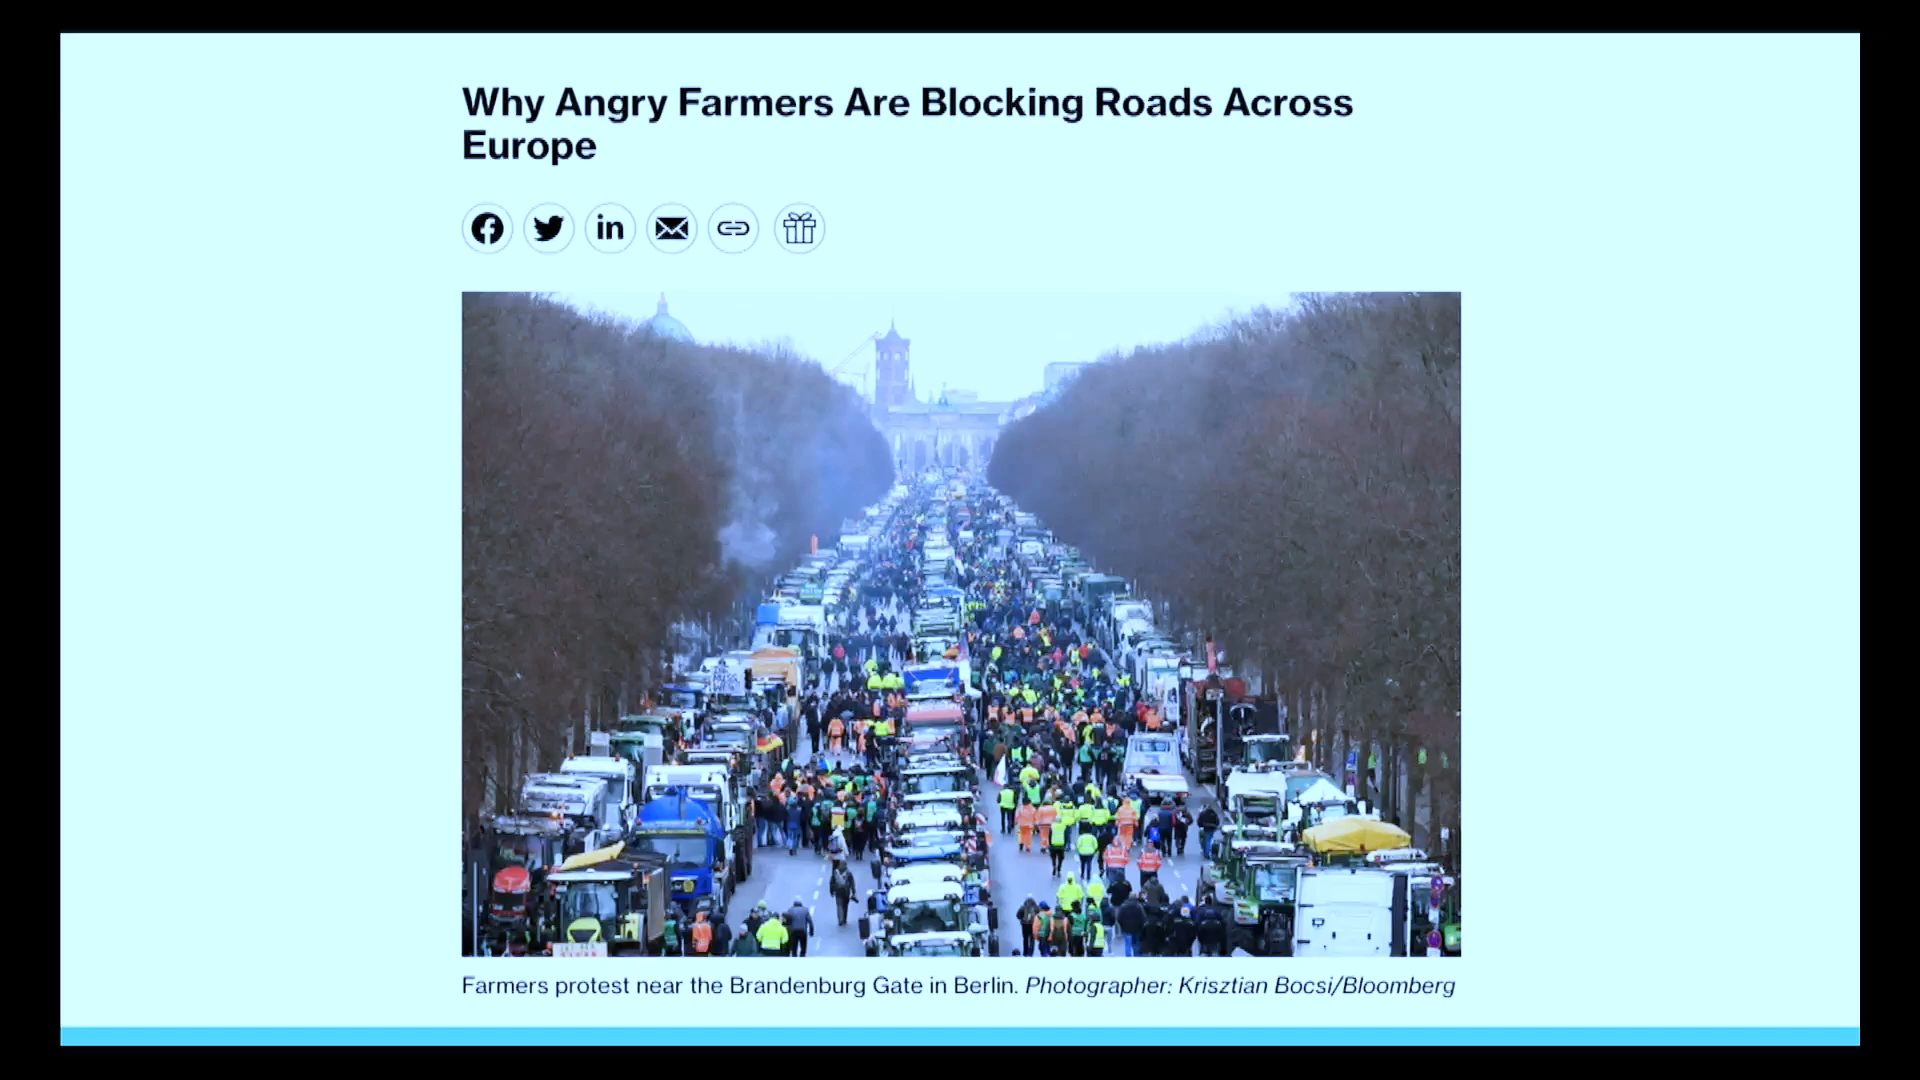 Why Angry Farmers Are Blocking Roads Across
Europe
in
Farmers protest near the Brandenburg Gate in Berlin. Photographer: Krisztian Bocsi/Bloomberg